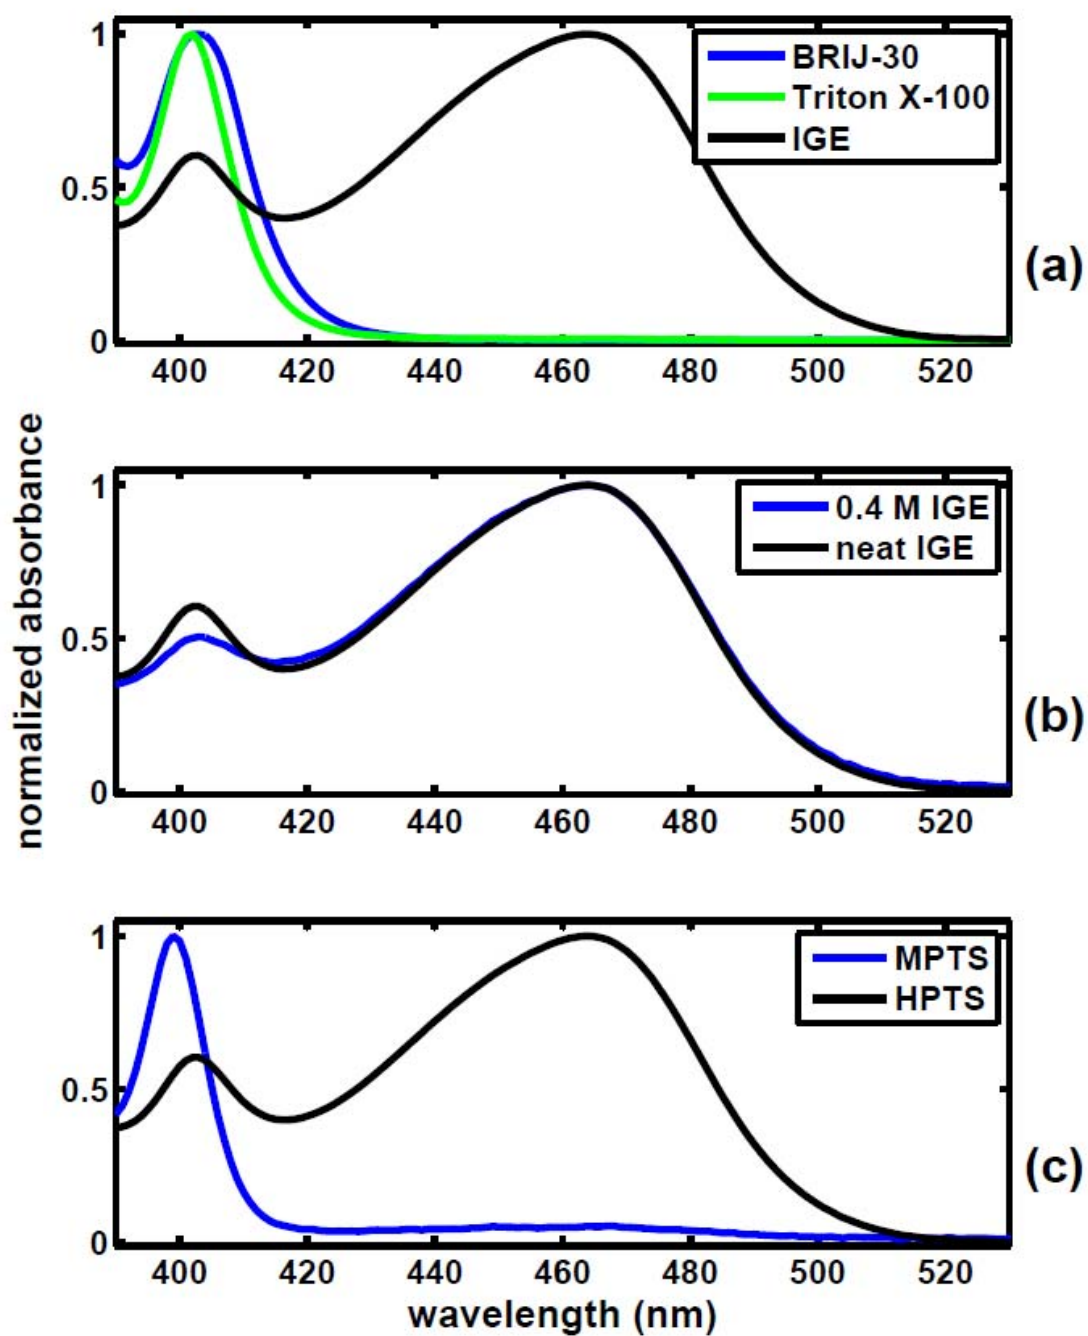 1
0.5
0
BRIJ-30
Triton X-100
IGE
(a)
400 420 440 460 480 500 520
normalized absorbance
1
0.5
0
0.4 M IGE
neat IGE
(b)
400 420 440 460 480 500 520
1
0.5
0
MPTS
HPTS
(c)
400 420 440 460 480 500 520
wavelength (nm)